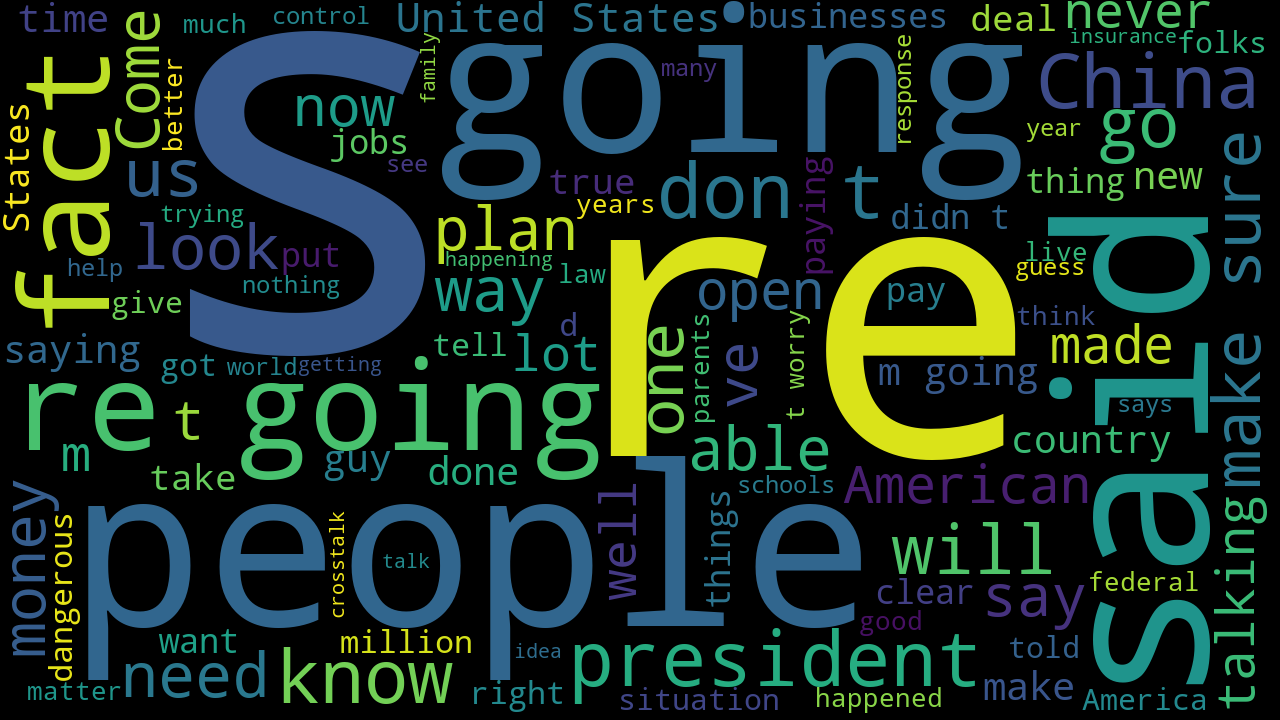 time
much
control
United States
businesses
deal
never
insurance
folks
fact
Come
better
States
S
now
jobs
see
family
going
many
response
China
year
go
us
trying
look
put
help
nothing
give
true
years
don t
paying
didn t
thing
new
make sure
plan
happening
law
way
open
pay
live
guess
think
said
saying
got
world
getting
tell
lot
d
re
one
parents
ve
t worry
m going
made
says
re going
t
m
guy
take
done
able
schools
country
American
money
dangerous
people
crosstalk
talk
well
things
will
clear
say
good
federal
talking
want
million
idea
president
told
matter
need
know
right
situation
happened
make
America